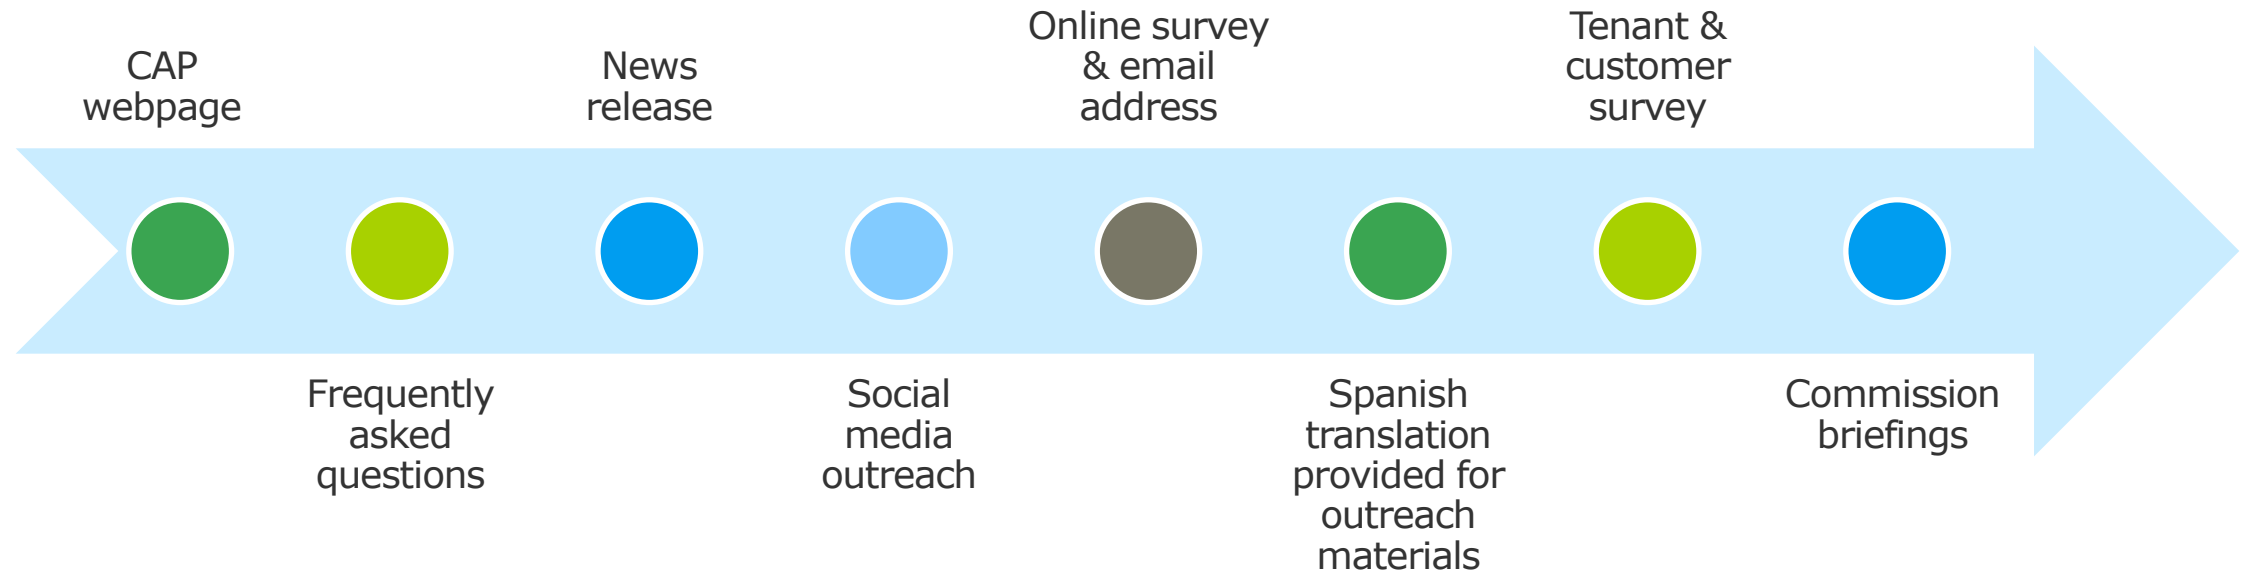 CAP
webpage
Frequently
asked
questions
News
release
Social
media
outreach
Online survey
& email
address
Spanish
translation
provided for
outreach
materials
Tenant &
customer
survey
Commission
briefings